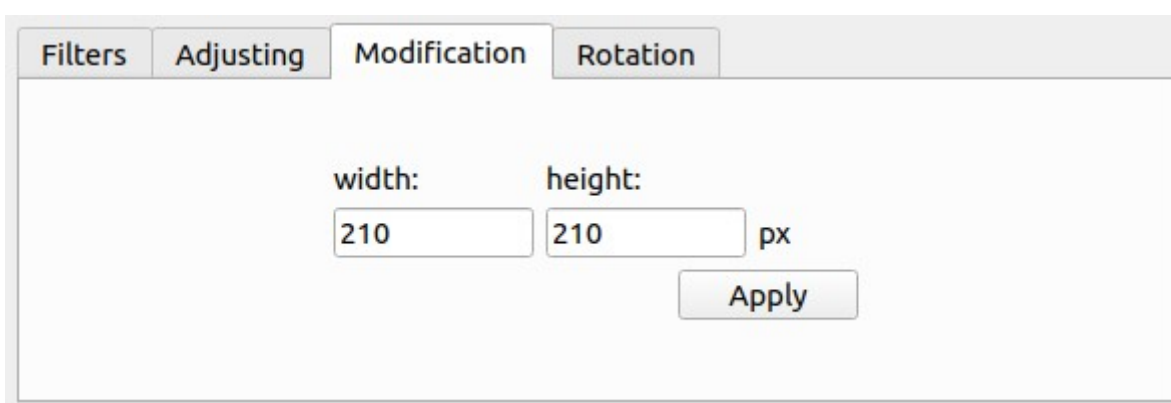 Filters Adjusting Modification Rotation
width: height:
210 210 px
Apply